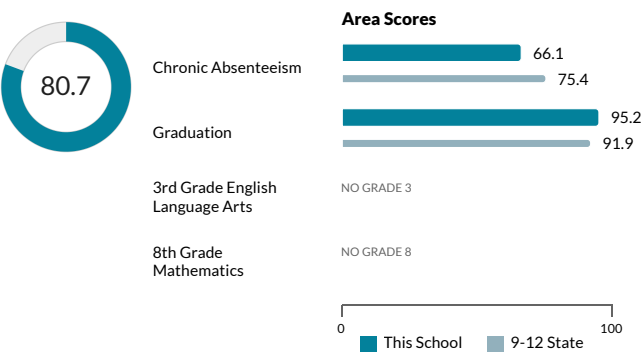 Area Scores
80.7
Chronic Absenteeism
66.1
75.4
Graduation
95.2
91.9
3rd Grade English
Language Arts
NO GRADE 3
8th Grade
Mathematics
NO GRADE 8
0
100
This School
9-12 State